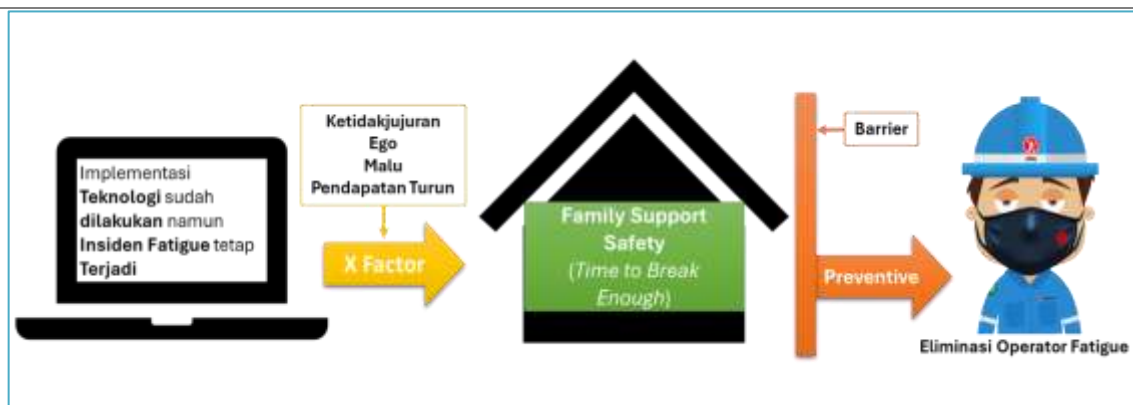 Implementasi
Teknologi sudah
dilakukan namun
Insiden Fatigue tetap
Terjadi
Ketidakjujuran
Ego
Malu
Pendapatan Turun
X Factor
Family Support
Safety
(Time to Break
Enough)
Barrier
Preventive
Eliminasi Operator Fatigue